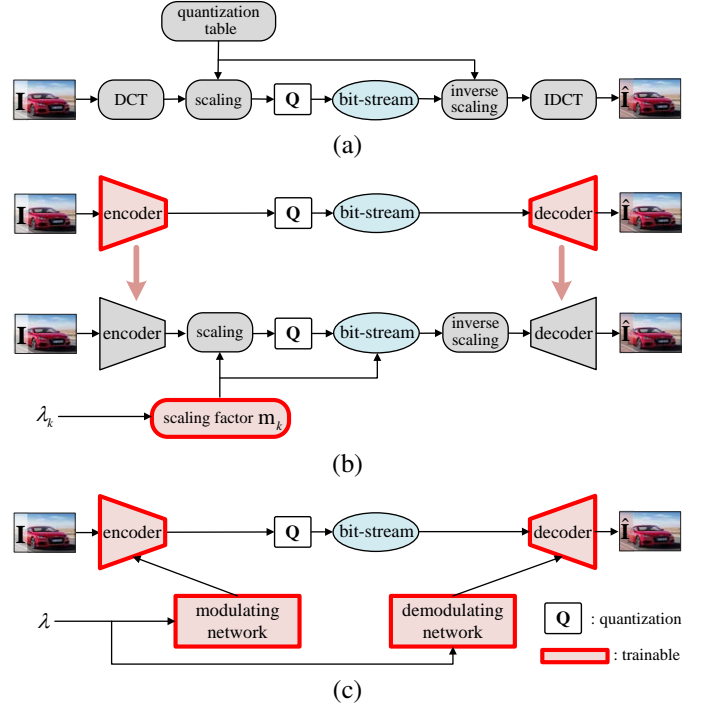 quantization
table
I
DCT
scaling
Q
bit-stream
inverse
scaling
IDCT
Î
(a)
I
encoder
Q
bit-stream
decoder
Î
I
encoder
scaling
Q
bit-stream
inverse
scaling
decoder
Î
λk
scaling factor mk
(b)
I
encoder
Q
bit-stream
decoder
Î
λ
modulating
network
demodulating
network
Q : quantization
: trainable
(c)